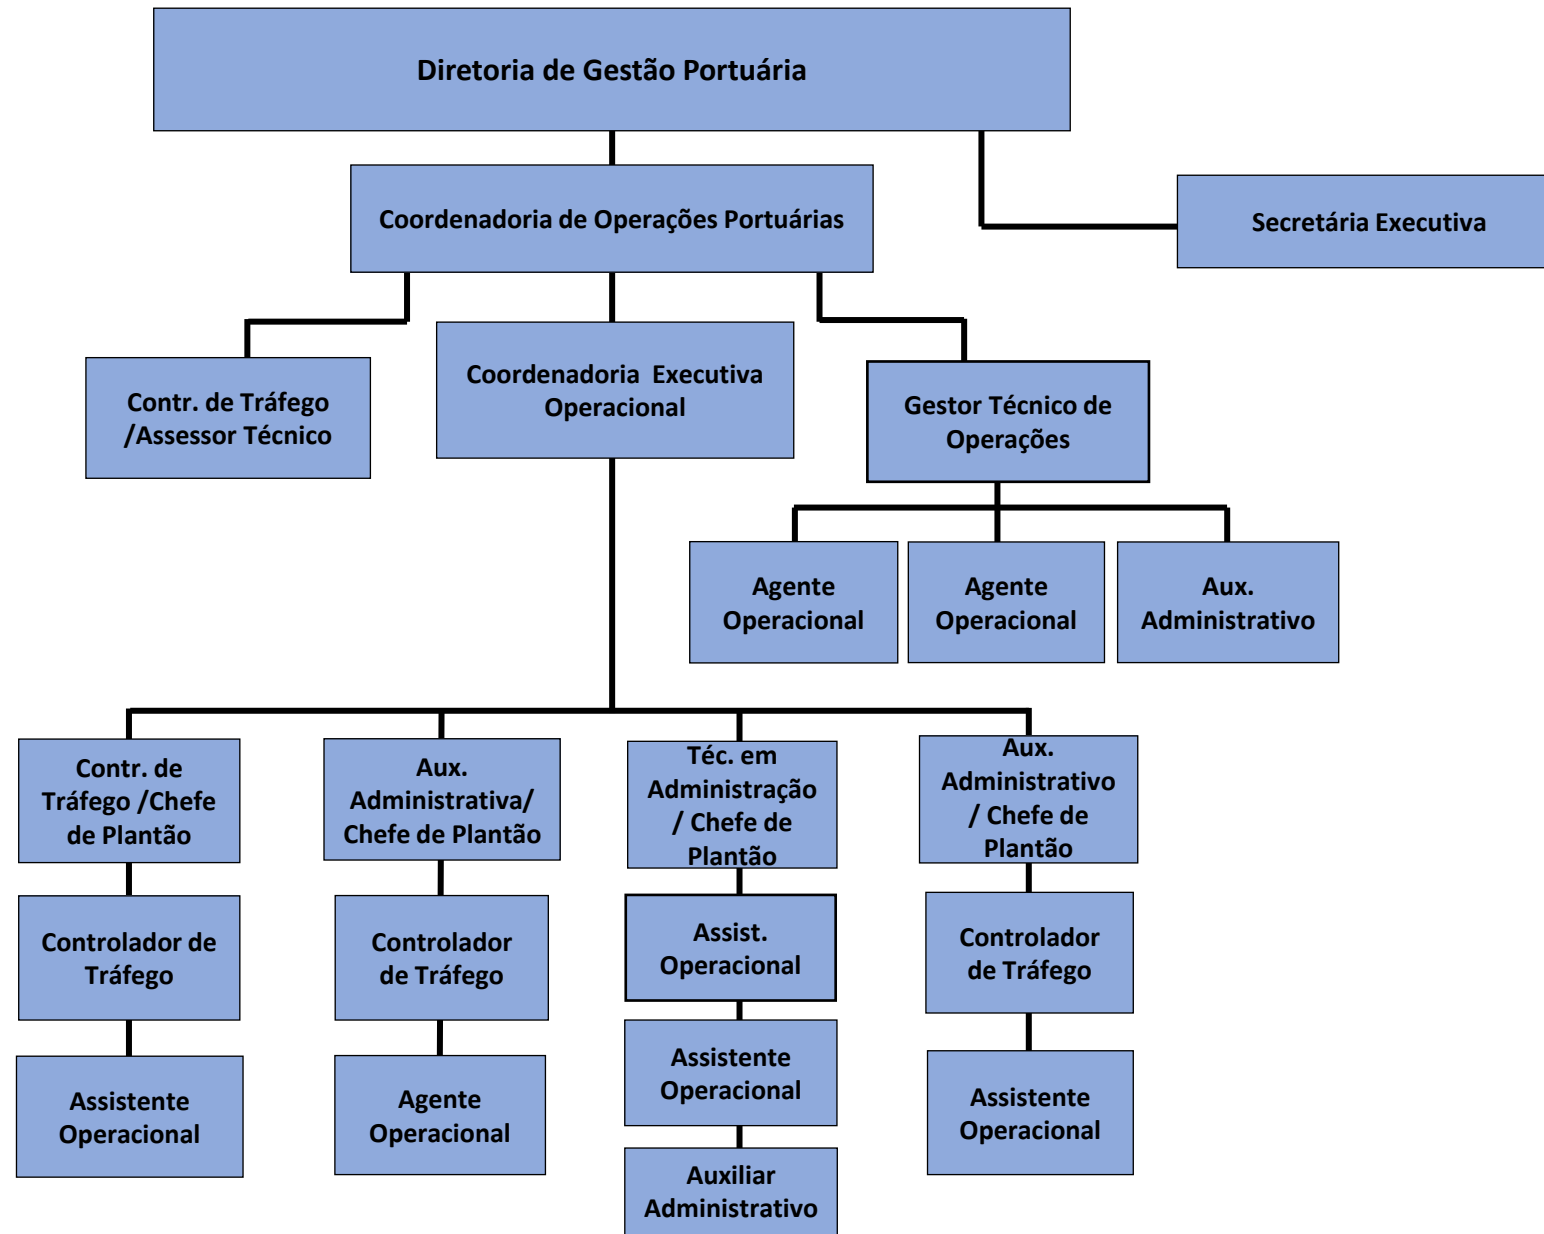 Diretoria de Gestão Portuária
Coordenadoria de Operações Portuárias
Secretária Executiva
Contr. de Tráfego
/Assessor Técnico
Coordenadoria Executiva
Operacional
Gestor Técnico de
Operações
Agente
Operacional
Agente
Operacional
Aux.
Administrativo
Contr. de
Tráfego /Chefe
de Plantão
Aux.
Administrativa/
Chefe de Plantão
Téc. em
Administração
/ Chefe de
Plantão
Aux.
Administrativo
/ Chefe de
Plantão
Controlador de
Tráfego
Controlador
de Tráfego
Assist.
Operacional
Controlador
de Tráfego
Assistente
Operacional
Agente
Operacional
Assistente
Operacional
Assistente
Operacional
Auxiliar
Administrativo